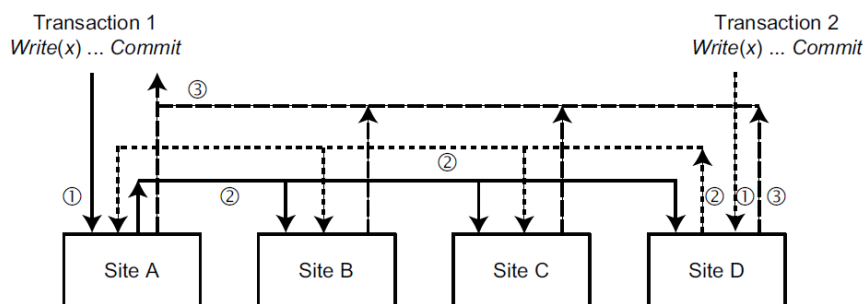 Transaction 1
Write(x) ... Commit
Transaction 2
Write(x) ... Commit
③
②
① ② ② ① ③
Site A
Site B
Site C
Site D